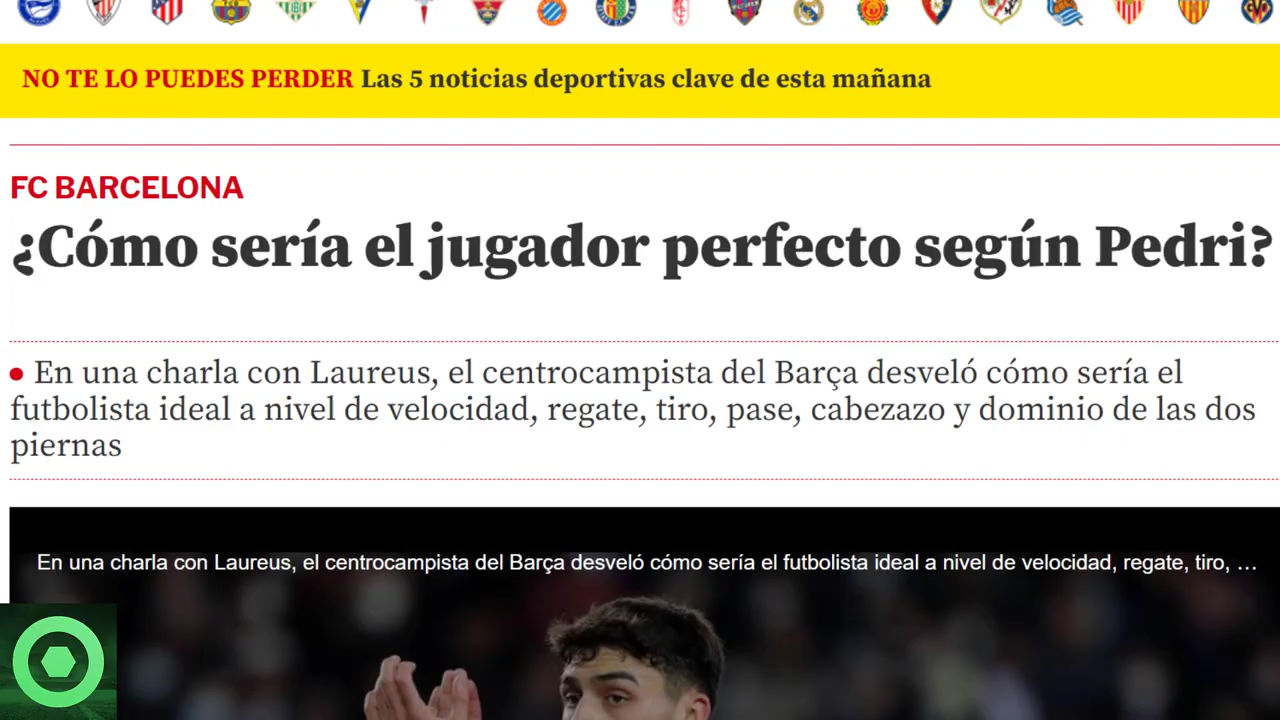 NO TE LO PUEDES PERDER Las 5 noticias deportivas clave de esta mañana
FC BARCELONA
¿Cómo sería el jugador perfecto según Pedri?
• En una charla con Laureus, el centrocampista del Barça desveló cómo sería el
futbolista ideal a nivel de velocidad, regate, tiro, pase, cabezazo y dominio de las dos
piernas
En una charla con Laureus, el centrocampista del Barça desveló cómo sería el futbolista ideal a nivel de velocidad, regate, tiro, …